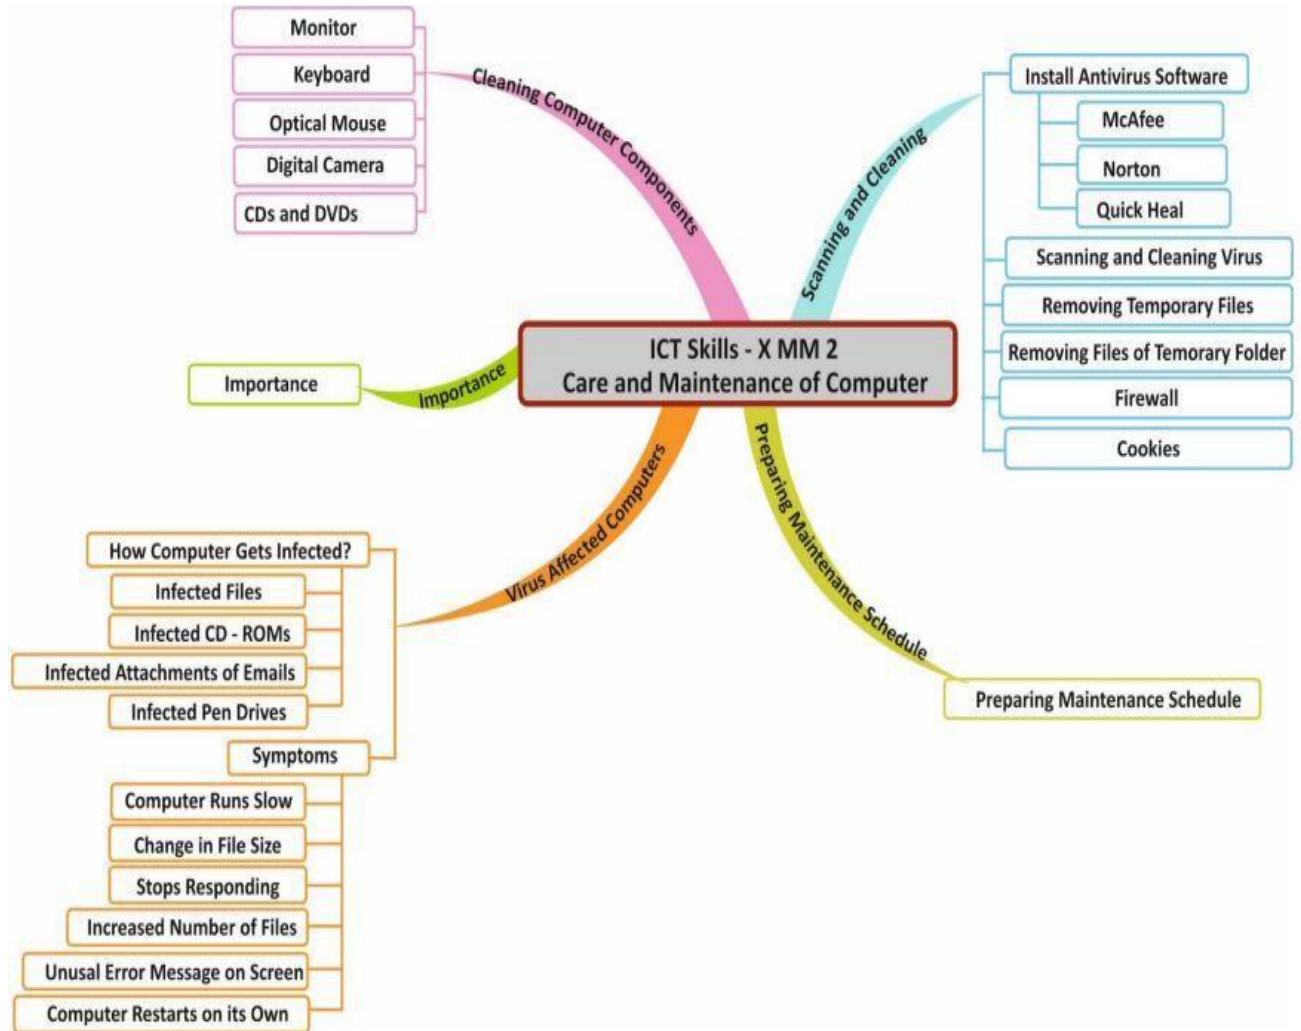 ICT Skills - X MM 2
Care and Maintenance of Computer
Cleaning Computer Components
Monitor
Keyboard
Optical Mouse
Digital Camera
CDs and DVDs
Scanning and Cleaning
Install Antivirus Software
McAfee
Norton
Quick Heal
Scanning and Cleaning Virus
Removing Temporary Files
Removing Files of Temorary Folder
Firewall
Cookies
Importance
Importance
Virus Affected Computers
How Computer Gets Infected?
Infected Files
Infected CD - ROMs
Infected Attachments of Emails
Infected Pen Drives
Symptoms
Computer Runs Slow
Change in File Size
Stops Responding
Increased Number of Files
Unusal Error Message on Screen
Computer Restarts on its Own
Preparing Maintenance Schedule
Preparing Maintenance Schedule